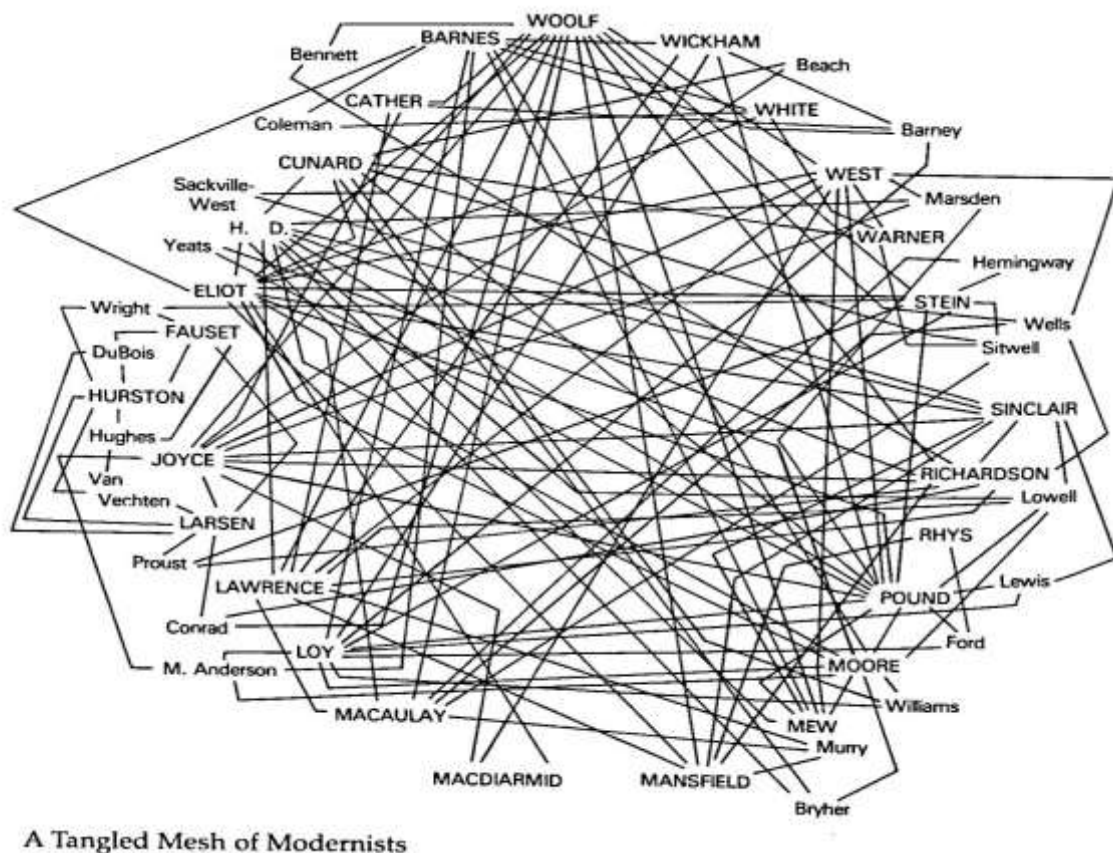 WOOLF
BARNES
WICKHAM
Bennett
Beach
CATHER
WHITE
Coleman
Barney
CUNARD
WEST
Sackville-
West
Marsden
H. D.
WARNER
Yeats
Hemingway
ELIOT
STEIN
Wright
Wells
FAUSET
Sitwell
DuBois
HURSTON
SINCLAIR
Hughes
JOYCE
RICHARDSON
Van
Vechten
Lowell
LARSEN
RHYS
Proust
LAWRENCE
Lewis
POUND
Conrad
Ford
LOY
M. Anderson
MOORE
Williams
MACAULAY
MEW
Murry
MACDIARMID
MANSFIELD
Bryher
A Tangled Mesh of Modernists